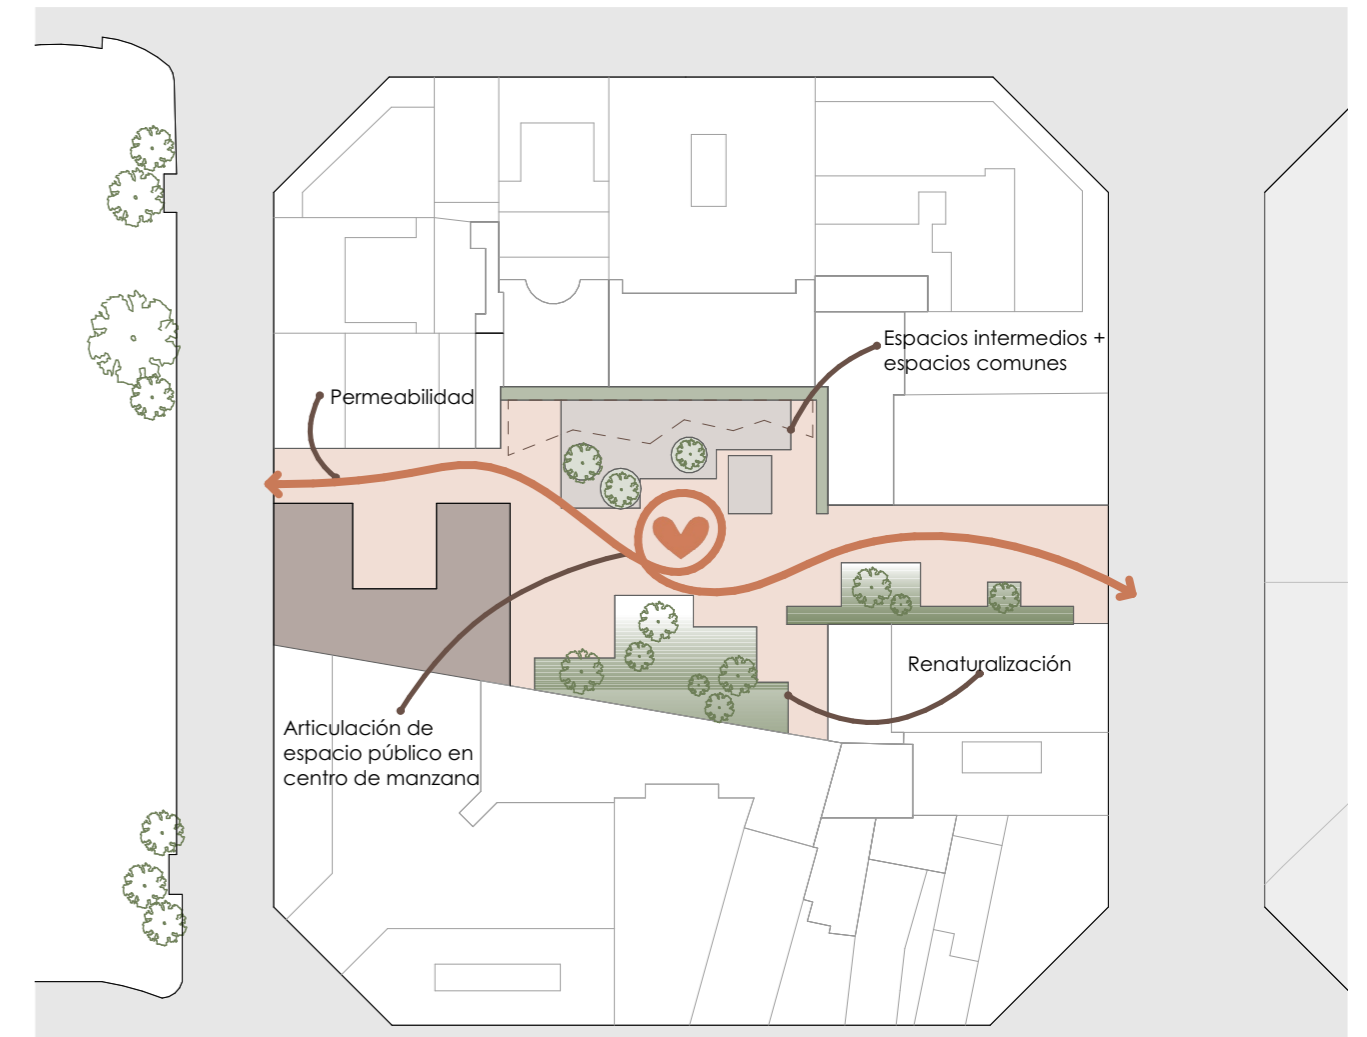 Espacios intermedios +
espacios comunes
Permeabilidad
Renaturalización
Articulación de
espacio público en
centro de manzana